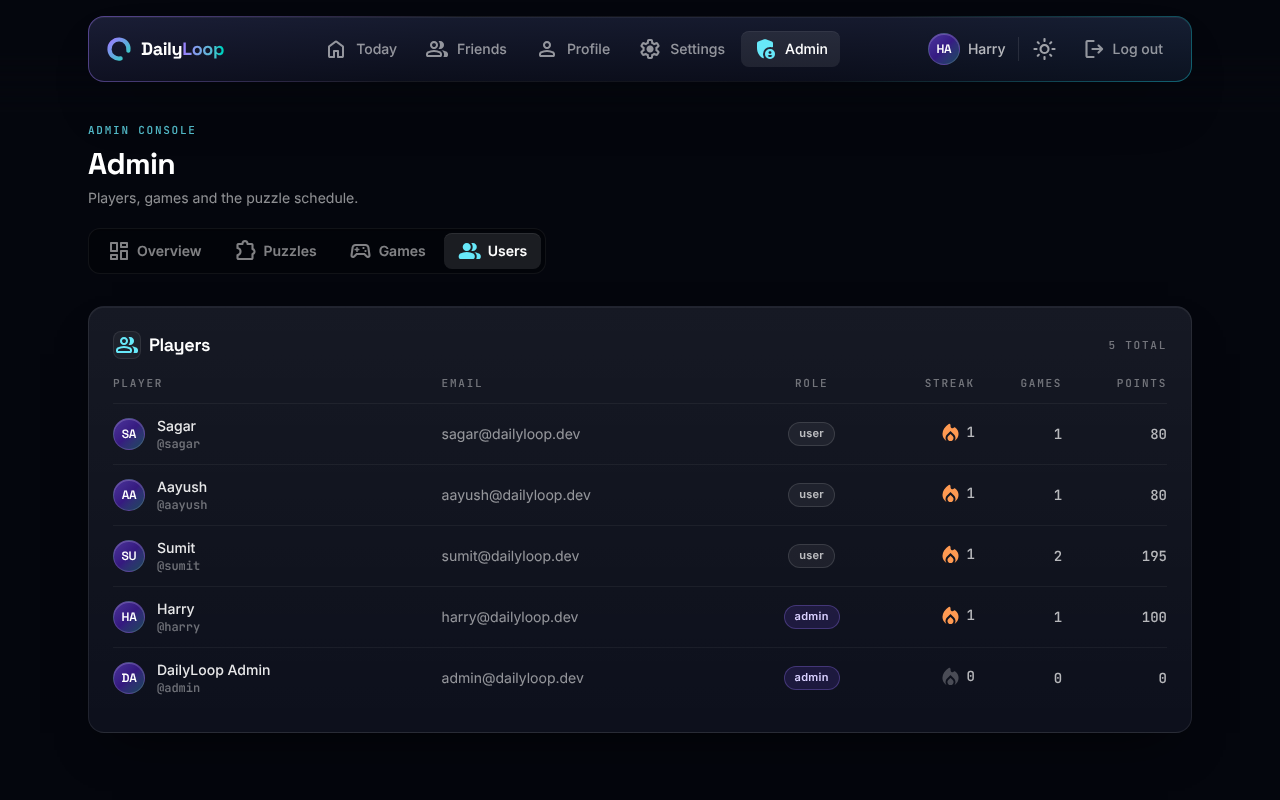 DailyLoop Today Friends Profile Settings Admin HA Harry Log out
ADMIN CONSOLE
Admin
Players, games and the puzzle schedule.
Overview Puzzles Games Users
Players 5 TOTAL
PLAYER EMAIL ROLE STREAK GAMES POINTS
SA Sagar @sagar sagar@dailyloop.dev user 1 1 80
AA Aayush @aayush aayush@dailyloop.dev user 1 1 80
SU Sumit @sumit sumit@dailyloop.dev user 1 2 195
HA Harry @harry harry@dailyloop.dev admin 1 1 100
DA DailyLoop Admin @admin admin@dailyloop.dev admin 0 0 0